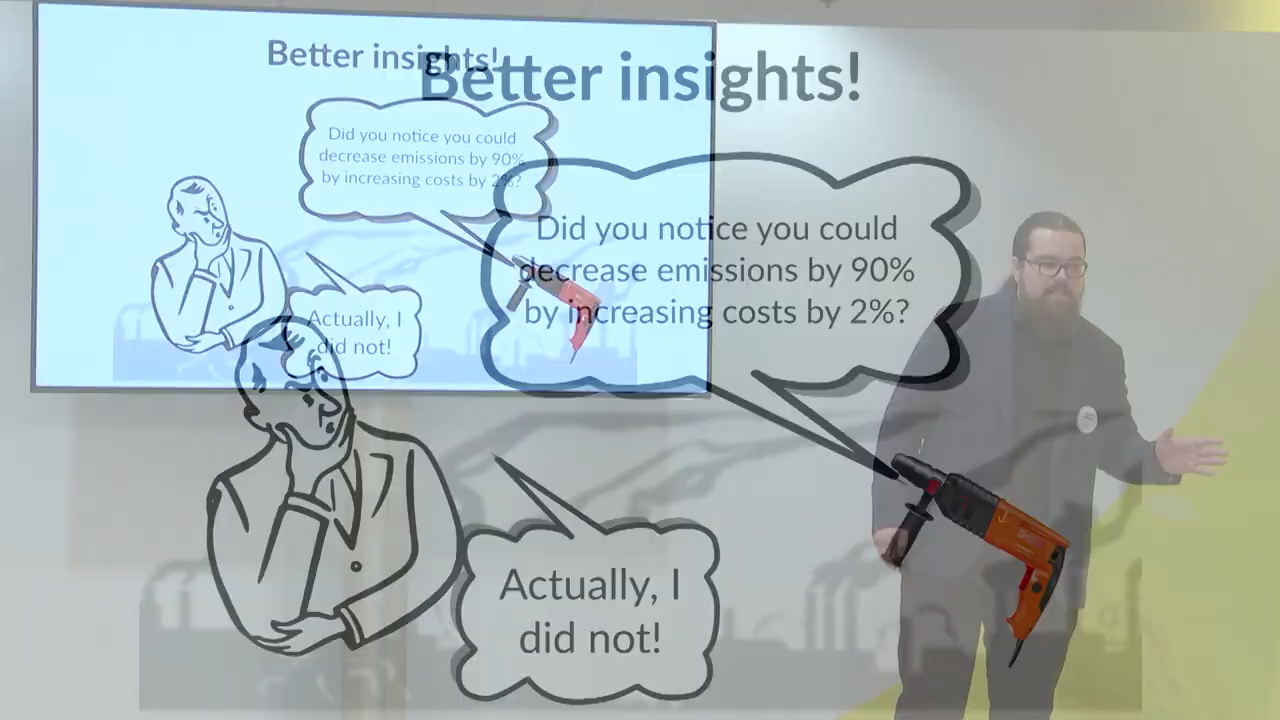 Better insights!
Did you notice you could
decrease emissions by 90%
by increasing costs by 2%?
Actually, I
did not!
Better insights!
Did you notice you could
decrease emissions by 90%
by increasing costs by 2%?
Actually, I
did not!